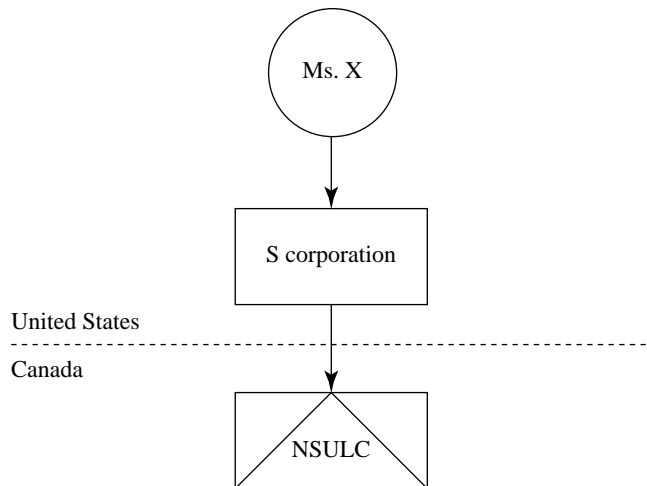 Ms. X
S corporation
United States
Canada
NSULC